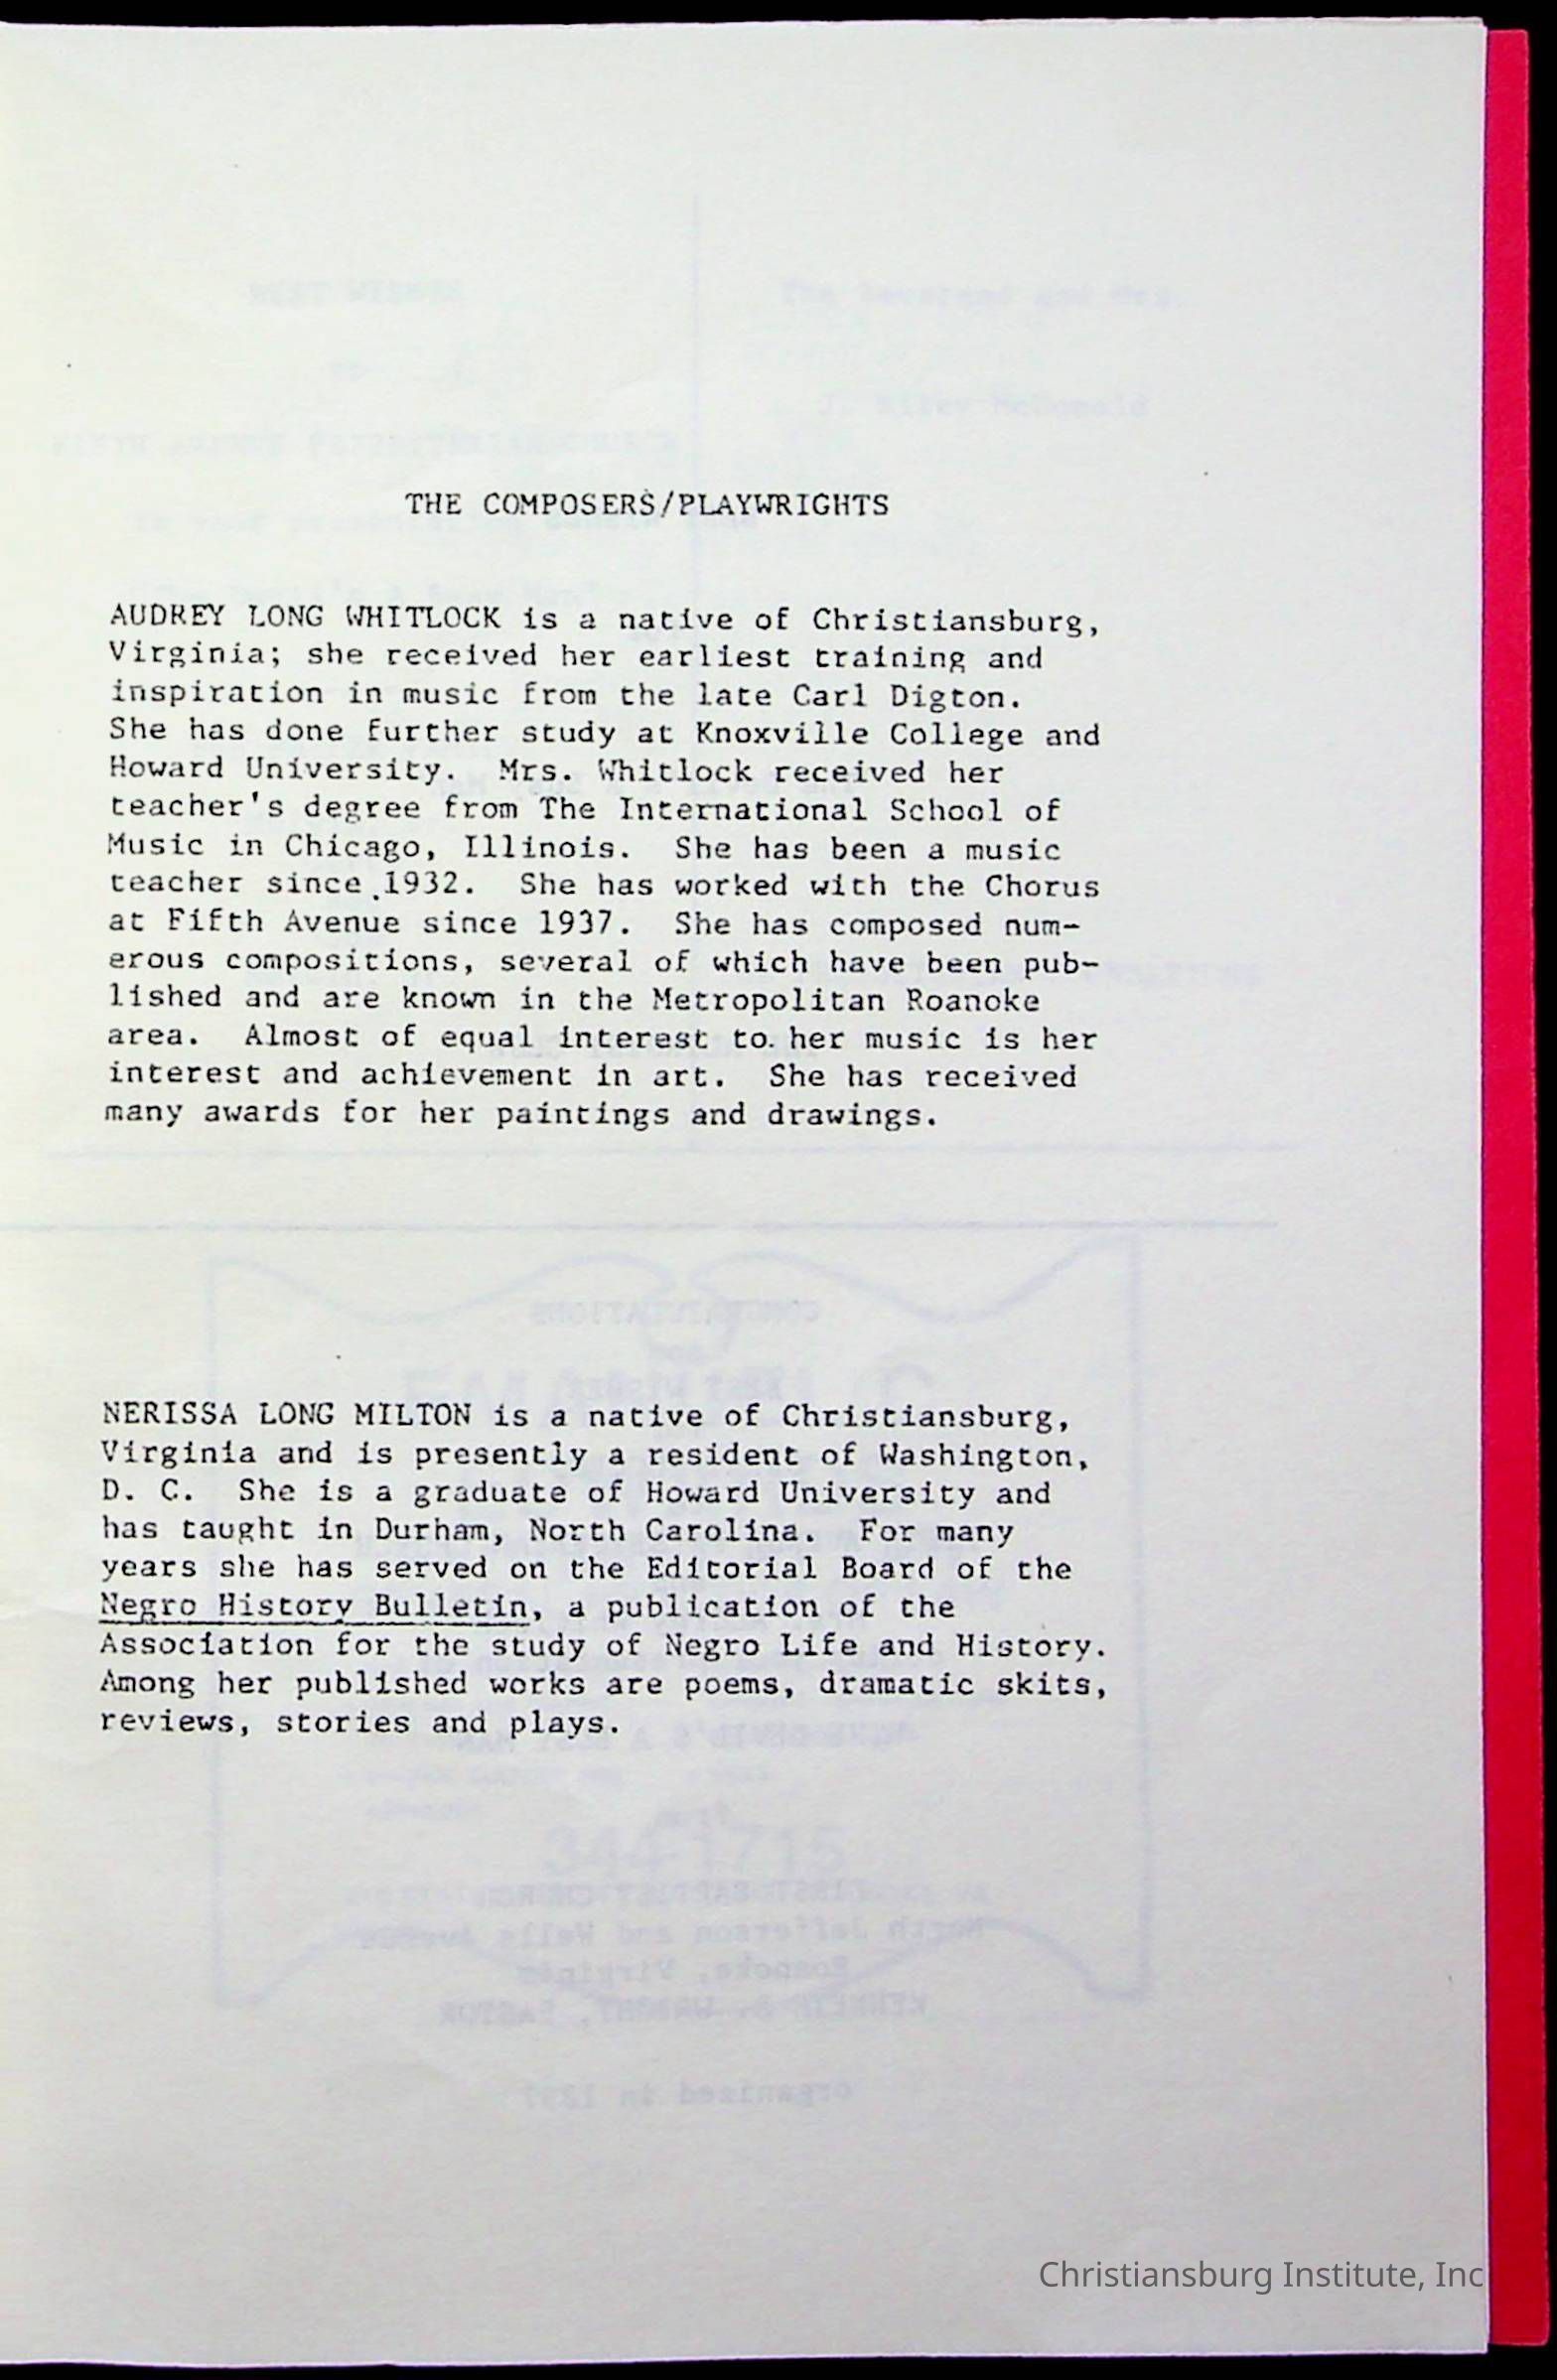 THE COMPOSERS/PLAYWRIGHTS
AUDREY LONG WHITLOCK is a native of Christiansburg,
Virginia; she received her earliest training and
inspiration in music from the late Carl Digton.
She has done further study at Knoxville College and
Howard University. Mrs. Whitlock received her
teacher's degree from The International School of
Music in Chicago, Illinois. She has been a music
teacher since 1932. She has worked with the Chorus
at Fifth Avenue since 1937. She has composed num-
erous compositions, several of which have been pub-
lished and are known in the Metropolitan Roanoke
area. Almost of equal interest to her music is her
interest and achievement in art. She has received
many awards for her paintings and drawings.
NERISSA LONG MILTON is a native of Christiansburg,
Virginia and is presently a resident of Washington,
D. C. She is a graduate of Howard University and
has taught in Durham, North Carolina. For many
years she has served on the Editorial Board of the
Negro History Bulletin, a publication of the
Association for the study of Negro Life and History.
Among her published works are poems, dramatic skits,
reviews, stories and plays.
Christiansburg Institute, Inc